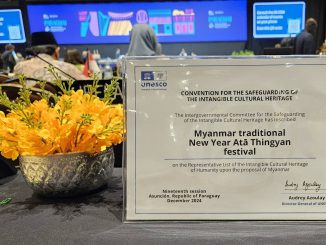 unesco
CONVENTION FOR THE SAFEGUARDING
OF THE INTANGIBLE CULTURAL HERITAGE
The Intergovernmental Committee for the Safeguarding
of the Intangible Cultural Heritage has inscribed
Myanmar traditional
New Year Atā Thingyan
festival
on the Representative List of the Intangible Cultural Heritage
of Humanity upon the proposal of Myanmar
Nineteenth session
Asunción, Republic of Paraguay
December 2024
Audrey Azoulay
Director General of